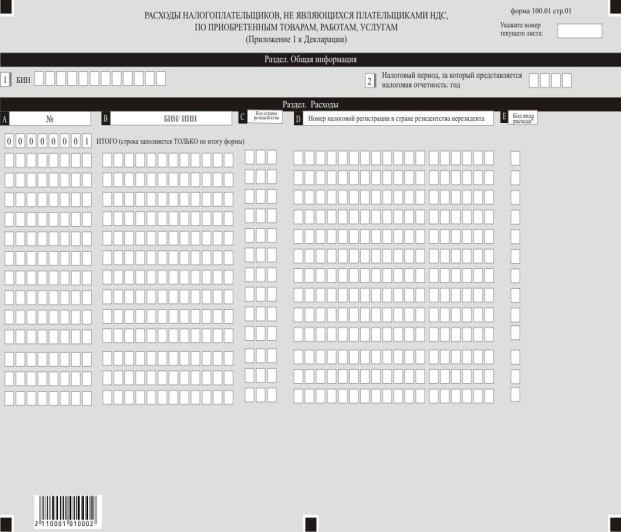 форма 100.01 стр.01
РАСХОДЫ НАЛОГОПЛАТЕЛЬЩИКОВ, НЕ ЯВЛЯЮЩИХСЯ ПЛАТЕЛЬЩИКАМИ НДС,
ПО ПРИОБРЕТЕННЫМ ТОВАРАМ, РАБОТАМ, УСЛУГАМ
(Приложение 1 к Декларации)
Укажите номер
текущего листа:
Раздел. Общая информация
1 БИН
2 Налоговый период, за который представляется
налоговая отчетность: год
Раздел. Расходы
A №
B БИН/ ИИН
C Код страны
резидентства
D Номер налоговой регистрации в стране резидентства нерезидента
E Код вида
расхода*
0 0 0 0 0 0 0 1 ИТОГО (строка заполняется ТОЛЬКО по итогу формы)
2 110001 010002